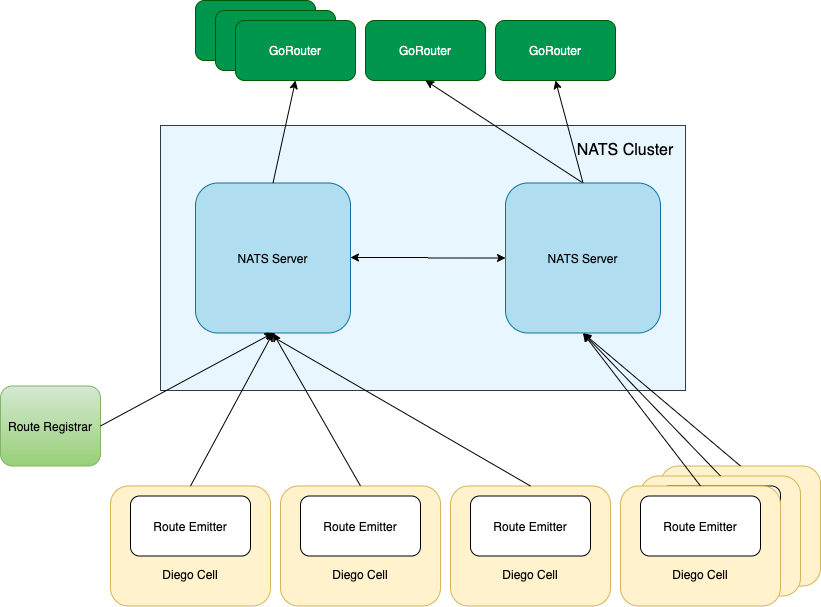 GoRouter
GoRouter
GoRouter
NATS Cluster
NATS Server
NATS Server
Route Registrar
Route Emitter
Route Emitter
Route Emitter
Route Emitter
Diego Cell
Diego Cell
Diego Cell
Diego Cell